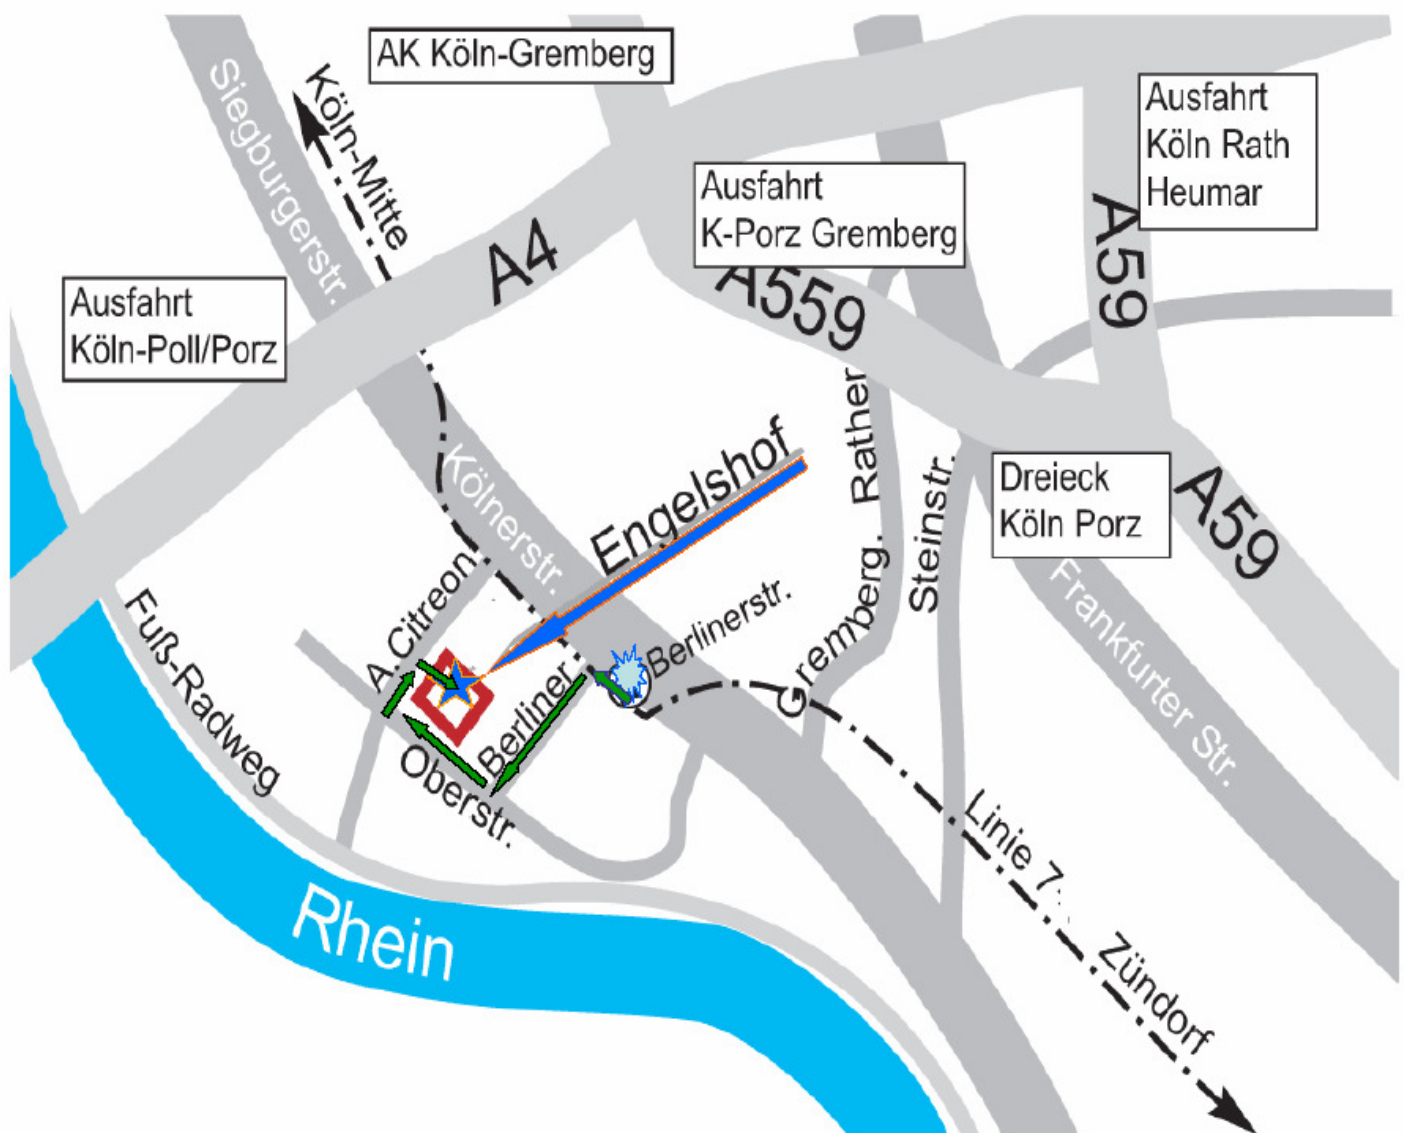 AK Köln-Gremberg
Siegburgerstr.
Köln-Mitte
Ausfahrt
Köln Rath
Heumar
Ausfahrt
K-Porz Gremberg
A4
A59
A559
Ausfahrt
Köln-Poll/Porz
Rather
Engelshof
Kölnerstr.
Steinstr.
Dreieck
Köln Porz
A59
A. Citreon
Gremberg.
Berlinerstr.
Frankfurter Str.
Fuß-Radweg
Berliner
Oberstr.
Linie 7
Rhein
Zündorf